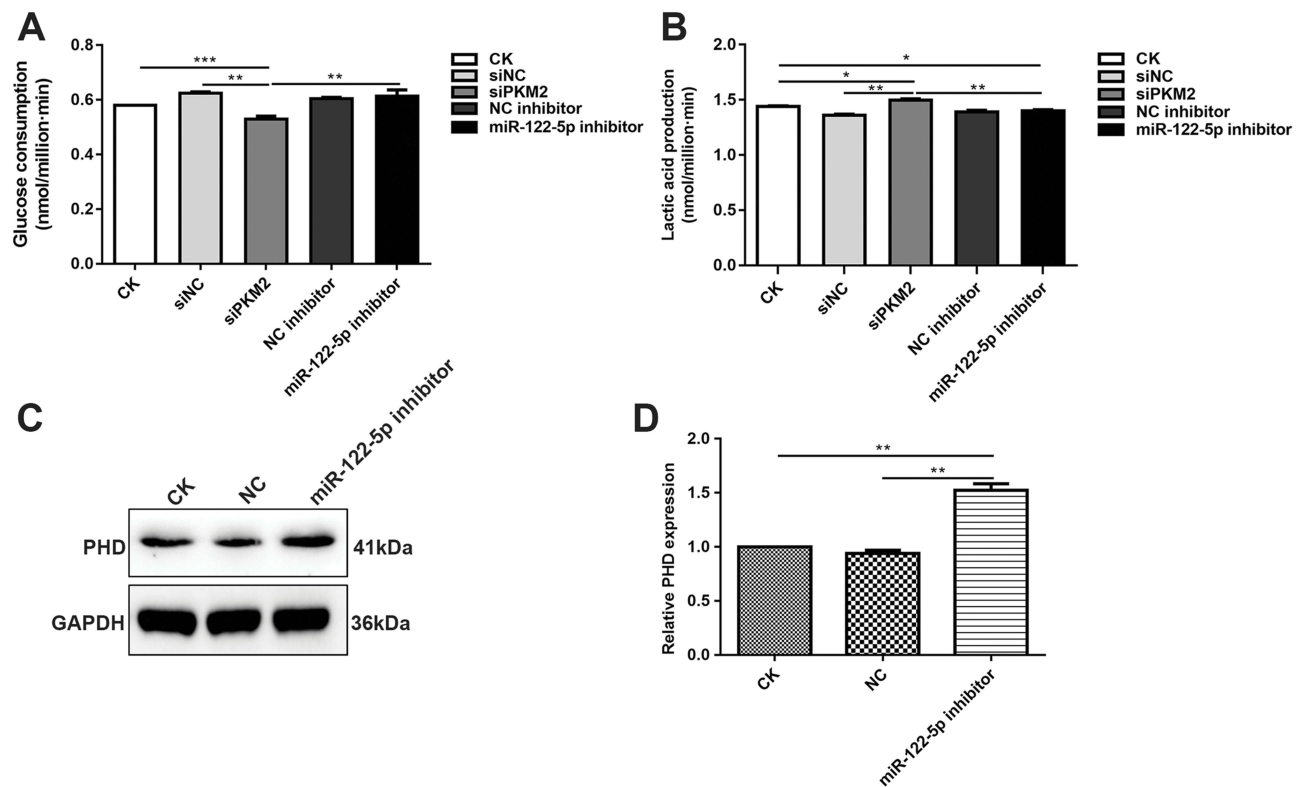 A
Glucose consumption
(nmol/million·min)
0.8
0.6
0.4
0.2
0.0
***
**
**
CK
siNC
siPKM2
NC inhibitor
miR-122-5p inhibitor
CK
siNC
siPKM2
NC inhibitor
miR-122-5p inhibitor
B
Lactic acid production
(nmol/million·min)
2.0
1.5
1.0
0.5
0.0
*
*
**
**
CK
siNC
siPKM2
NC inhibitor
miR-122-5p inhibitor
CK
siNC
siPKM2
NC inhibitor
miR-122-5p inhibitor
C
CK
NC
miR-122-5p inhibitor
PHD
41kDa
GAPDH
36kDa
D
Relative PHD expression
2.0
1.5
1.0
0.5
0.0
**
**
CK
NC
miR-122-5p inhibitor